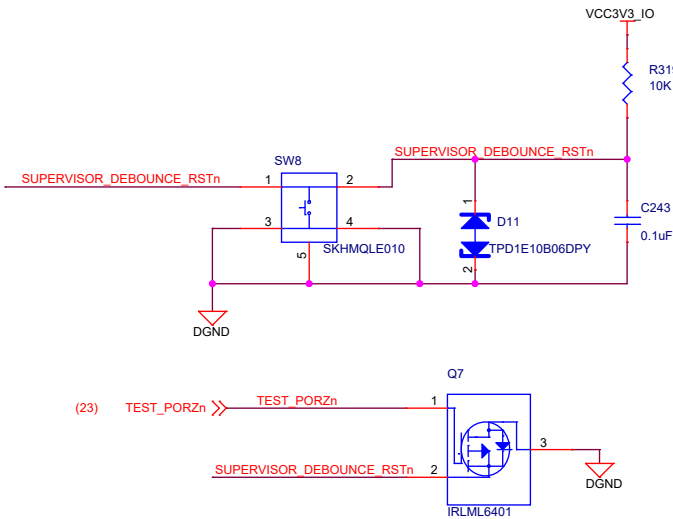 VCC3V3_IO
10K
SUPERVISOR_DEBOUNCE_RSTn
SW8
SUPERVISOR_DEBOUNCE_RSTn
1
2
1
C243
D11
3
4
0.1uF
SKHMQLE010
TPD1E10B06DPY
5
2
DGND
Q7
(23)
TEST_PORZn
TEST_PORZn
1
3
SUPERVISOR_DEBOUNCE_RSTn
2
DGND
IRLML6401